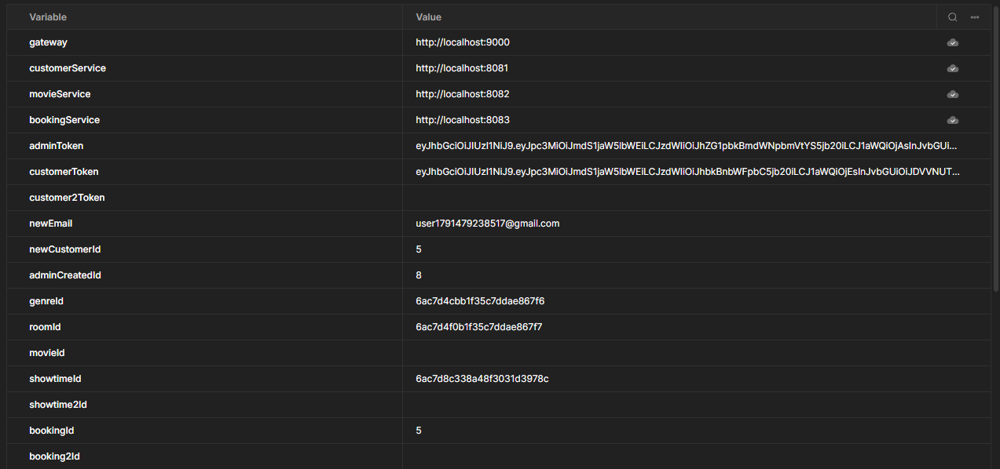 Variable Value
gateway http://localhost:9000
customerService http://localhost:8081
movieService http://localhost:8082
bookingService http://localhost:8083
adminToken eyJhbGciOiJIUzI1NiJ9.eyJpc3MiOiJmdS1jaW5lbWEiLCJzdWIiOiJhZG1pbkBmdWNpbmVtYS5jb20iLCJ1aWQiOjAsInJvbGUi...
customerToken eyJhbGciOiJIUzI1NiJ9.eyJpc3MiOiJmdS1jaW5lbWEiLCJzdWIiOiJhbkBnbWFpbC5jb20iLCJ1aWQiOjEsInJvbGUiOiJDVVNUT...
customer2Token
newEmail user1791479238517@gmail.com
newCustomerId 5
adminCreatedId 8
genreId 6ac7d4cbb1f35c7ddae867f6
roomId 6ac7d4f0b1f35c7ddae867f7
movieId
showtimeId 6ac7d8c338a48f3031d3978c
showtime2Id
bookingId 5
booking2Id